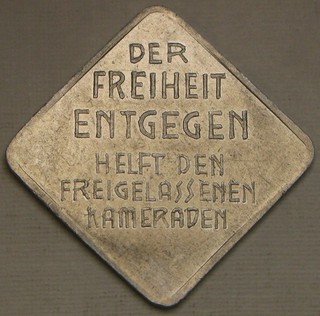 DER
FREIHEIT
ENTGEGEN
HELFT DEN
FREIGELASSENEN
KAMERADEN